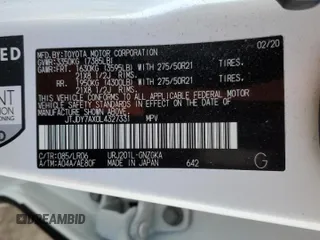 MFD. BY: TOYOTA MOTOR CORPORATION 02/20
GVWR: 3350KG (7385LB)
GAWR: FRT. 1630KG (3595LB) WITH 275/50R21 TIRES,
21X8 1/2J RIMS,
RR. 1950KG (4300LB) WITH 275/50R21 TIRES,
21X8 1/2J RIMS,
THIS VEHICLE CONFORMS TO ALL APPLICABLE
FEDERAL MOTOR VEHICLE SAFETY STANDARDS
IN EFFECT ON THE DATE OF
MANUFACTURE SHOWN ABOVE.
JTJDY7AX0L4327331 MPV
C/TR: 085/LR06 URJ201L-GNZGKA
A/TM: A04A/AE80F MADE IN JAPAN 642
G